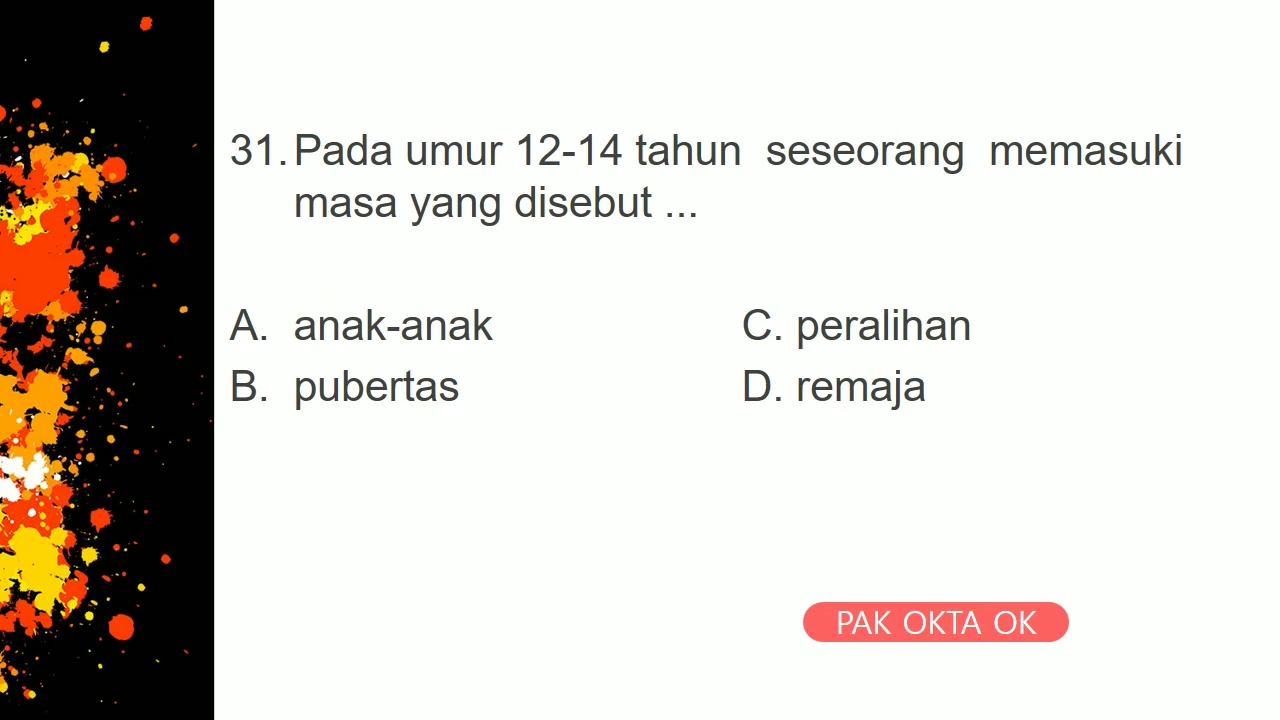 31. Pada umur 12-14 tahun seseorang memasuki
masa yang disebut ...
A. anak-anak
C. peralihan
B. pubertas
D. remaja
PAK OKTA OK